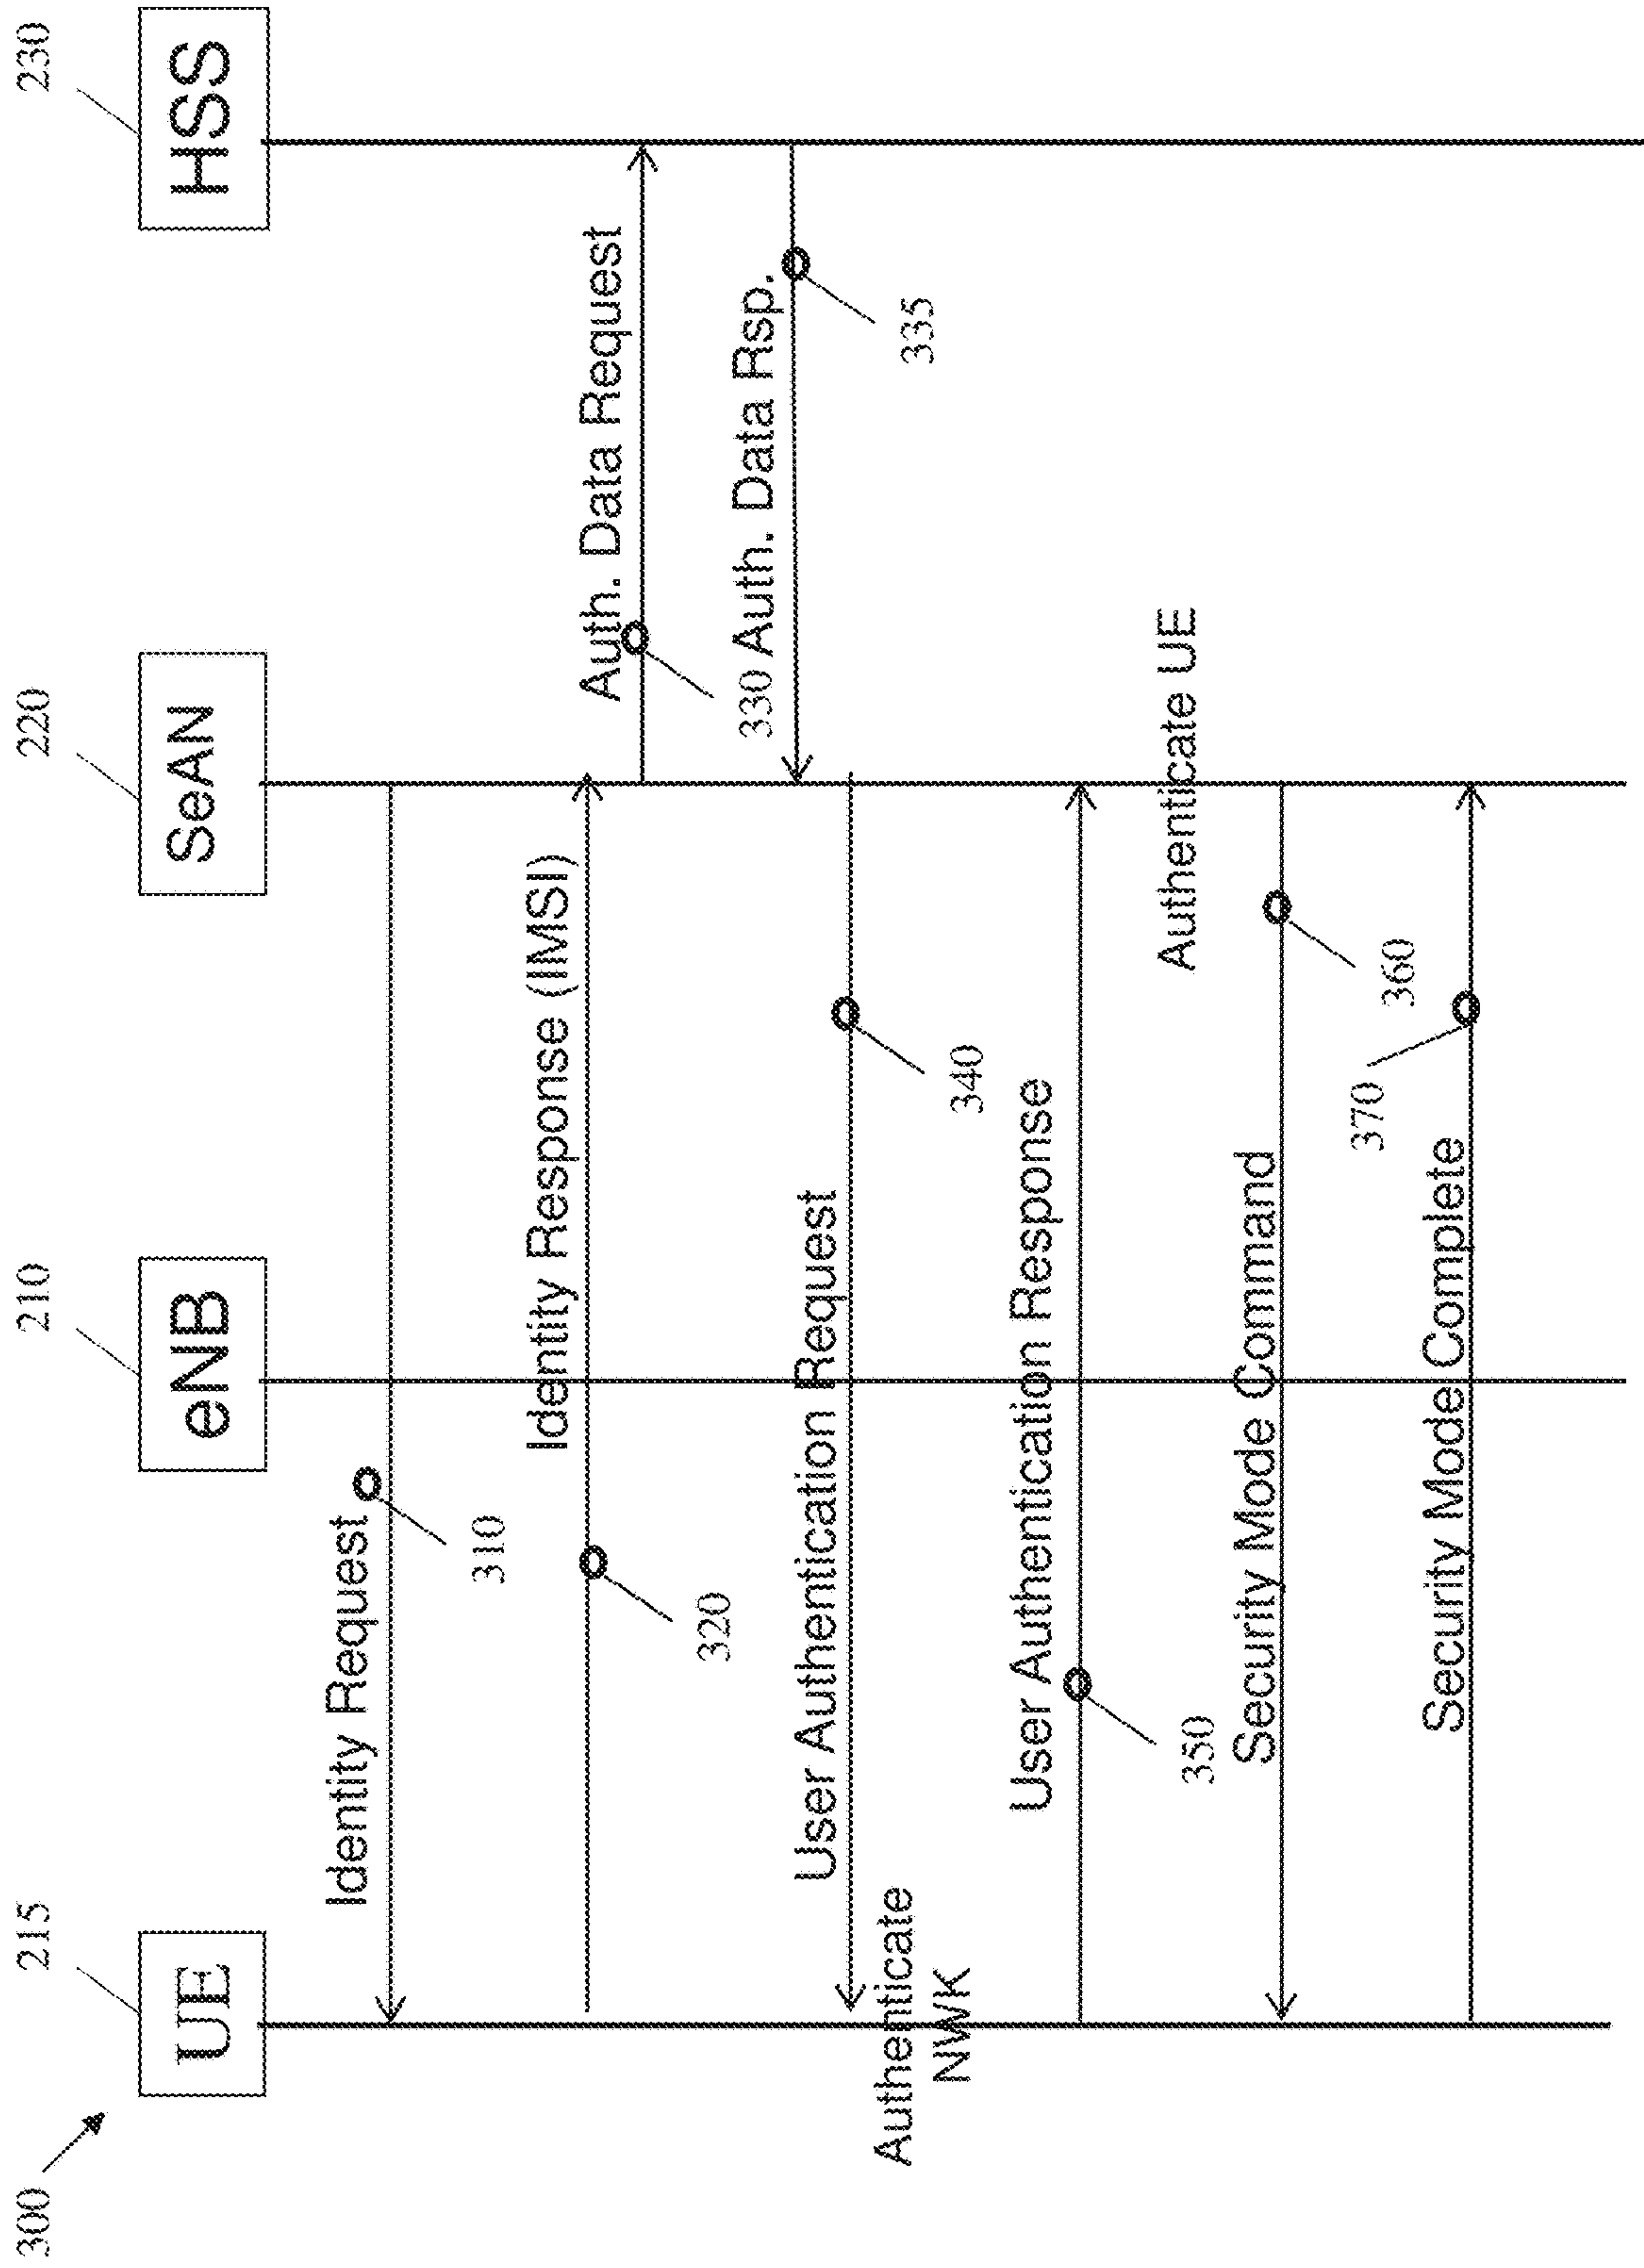 300
215
210
220
230
UE
eNB
SeAN
HSS
Identity Request
310
Identity Response (IMSI)
320
Auth. Data Request
330
Auth. Data Rsp.
335
User Authentication Request
340
Authenticate
NWK
User Authentication Response
350
Authenticate UE
Security Mode Command
360
370
Security Mode Complete